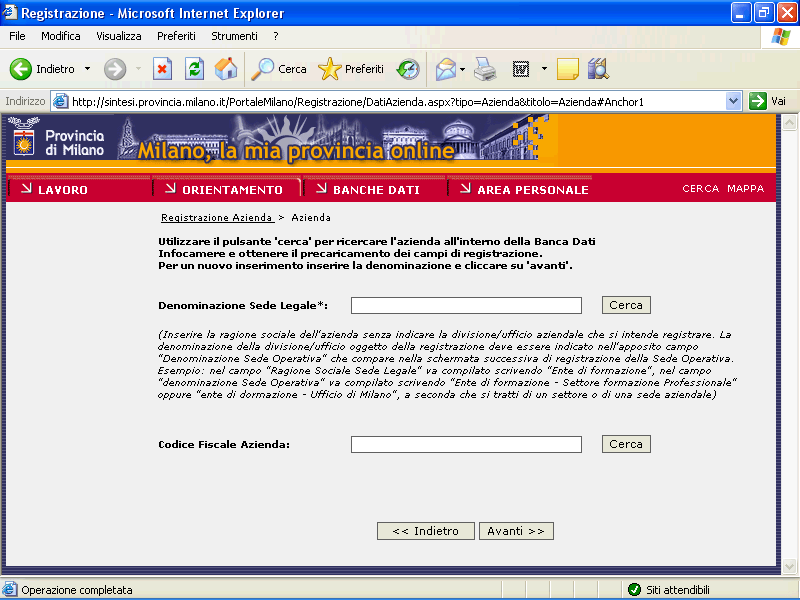 Registrazione - Microsoft Internet Explorer
File Modifica Visualizza Preferiti Strumenti ?
Indietro Cerca Preferiti
Indirizzo http://sintesi.provincia.milano.it/PortaleMilano/Registrazione/DatiAzienda.aspx?tipo=Azienda&titolo=Azienda#Anchor1 Vai
Provincia
di Milano
Milano, la mia provincia online
LAVORO ORIENTAMENTO BANCHE DATI AREA PERSONALE CERCA MAPPA
Registrazione Azienda > Azienda
Utilizzare il pulsante 'cerca' per ricercare l'azienda all'interno della Banca Dati
Infocamere e ottenere il precaricamento dei campi di registrazione.
Per un nuovo inserimento inserire la denominazione e cliccare su 'avanti'.
Denominazione Sede Legale*: Cerca
(Inserire la ragione sociale dell'azienda senza indicare la divisione/ufficio aziendale che si intende registrare. La
denominazione della divisione/ufficio oggetto della registrazione deve essere indicato nell'apposito campo
"Denominazione Sede Operativa" che compare nella schermata successiva di registrazione della Sede Operativa.
Esempio: nel campo "Ragione Sociale Sede Legale" va compilato scrivendo "Ente di formazione", nel campo
"denominazione Sede Operativa" va compilato scrivendo "Ente di formazione - Settore formazione Professionale"
oppure "ente di dormazione - Ufficio di Milano", a seconda che si tratti di un settore o di una sede aziendale)
Codice Fiscale Azienda: Cerca
<< Indietro Avanti >>
Operazione completata Siti attendibili